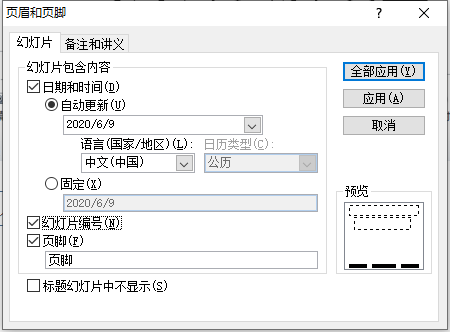 页眉和页脚
幻灯片 备注和讲义
幻灯片包含内容
日期和时间(D)
自动更新(U)
2020/6/9
语言(国家/地区)(L): 日历类型(C):
中文(中国) 公历
固定(X)
2020/6/9
幻灯片编号(N)
页脚(F)
页脚
标题幻灯片中不显示(S)
全部应用(Y)
应用(A)
取消
预览